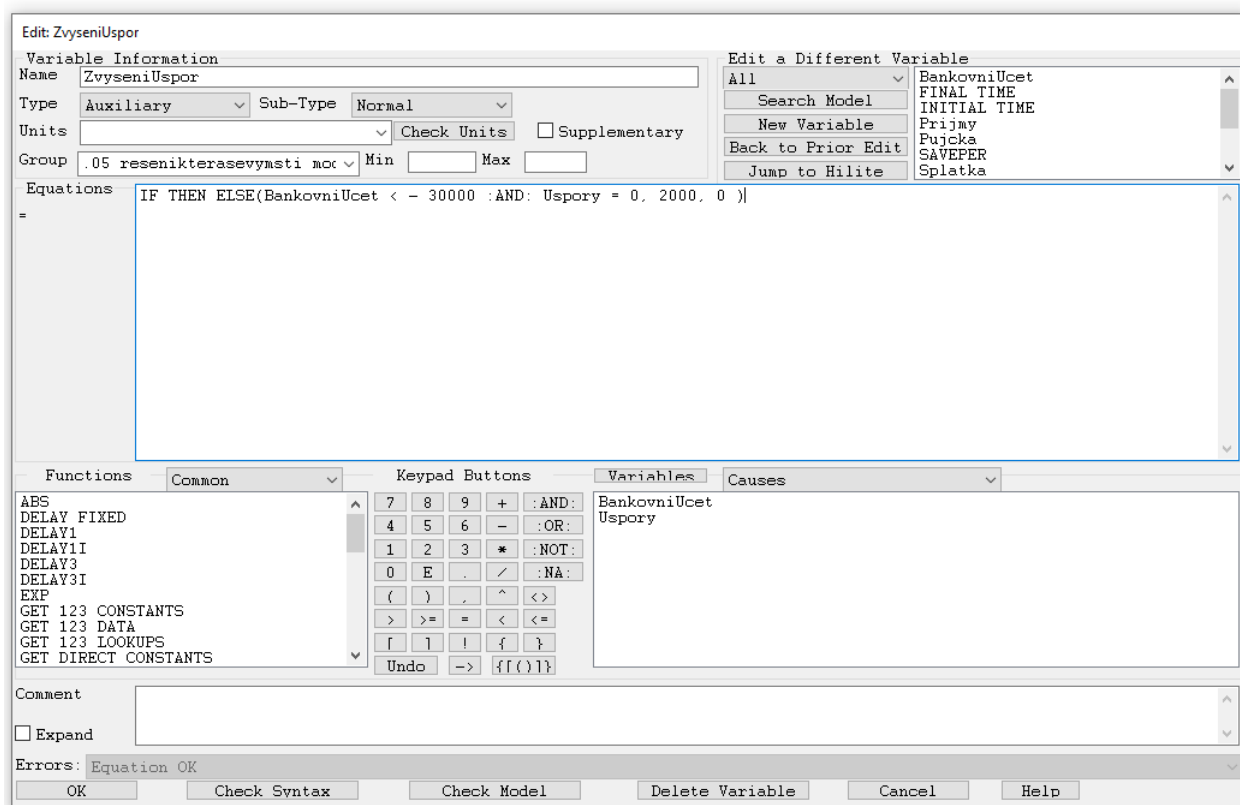 Edit: ZvyseniUspor
Variable Information
Edit a Different Variable
Name ZvyseniUspor
All
BankovniUcet
FINAL TIME
INITIAL TIME
Prijmy
Pujcka
SAVEPER
Splatka
Search Model
New Variable
Back to Prior Edit
Jump to Hilite
Type Auxiliary Sub-Type Normal
Units Check Units Supplementary
Group .05 resenikterasevymsti moc Min Max
Equations
=
IF THEN ELSE(BankovniUcet < - 30000 :AND: Uspory = 0, 2000, 0 )
Functions Common
ABS
DELAY FIXED
DELAY1
DELAY1I
DELAY3
DELAY3I
EXP
GET 123 CONSTANTS
GET 123 DATA
GET 123 LOOKUPS
GET DIRECT CONSTANTS
Keypad Buttons
7 8 9 + :AND:
4 5 6 - :OR:
1 2 3 * :NOT:
0 E . / :NA:
( ) , ^ <>
> >= = < <=
[ ] ! { }
Undo -> {[()]}
Variables Causes
BankovniUcet
Uspory
Comment
Expand
Errors: Equation OK
OK Check Syntax Check Model Delete Variable Cancel Help